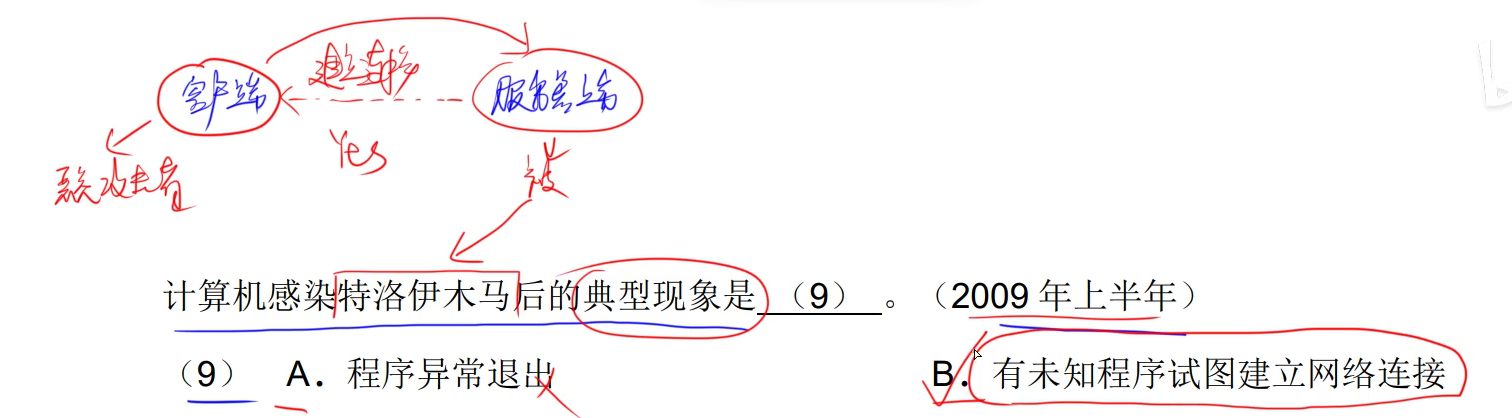 建立连接
客户端 服务器端
Yes
恶意攻击者 被
计算机感染特洛伊木马后的典型现象是 （9） 。（2009 年上半年）
（9） A．程序异常退出 B．有未知程序试图建立网络连接